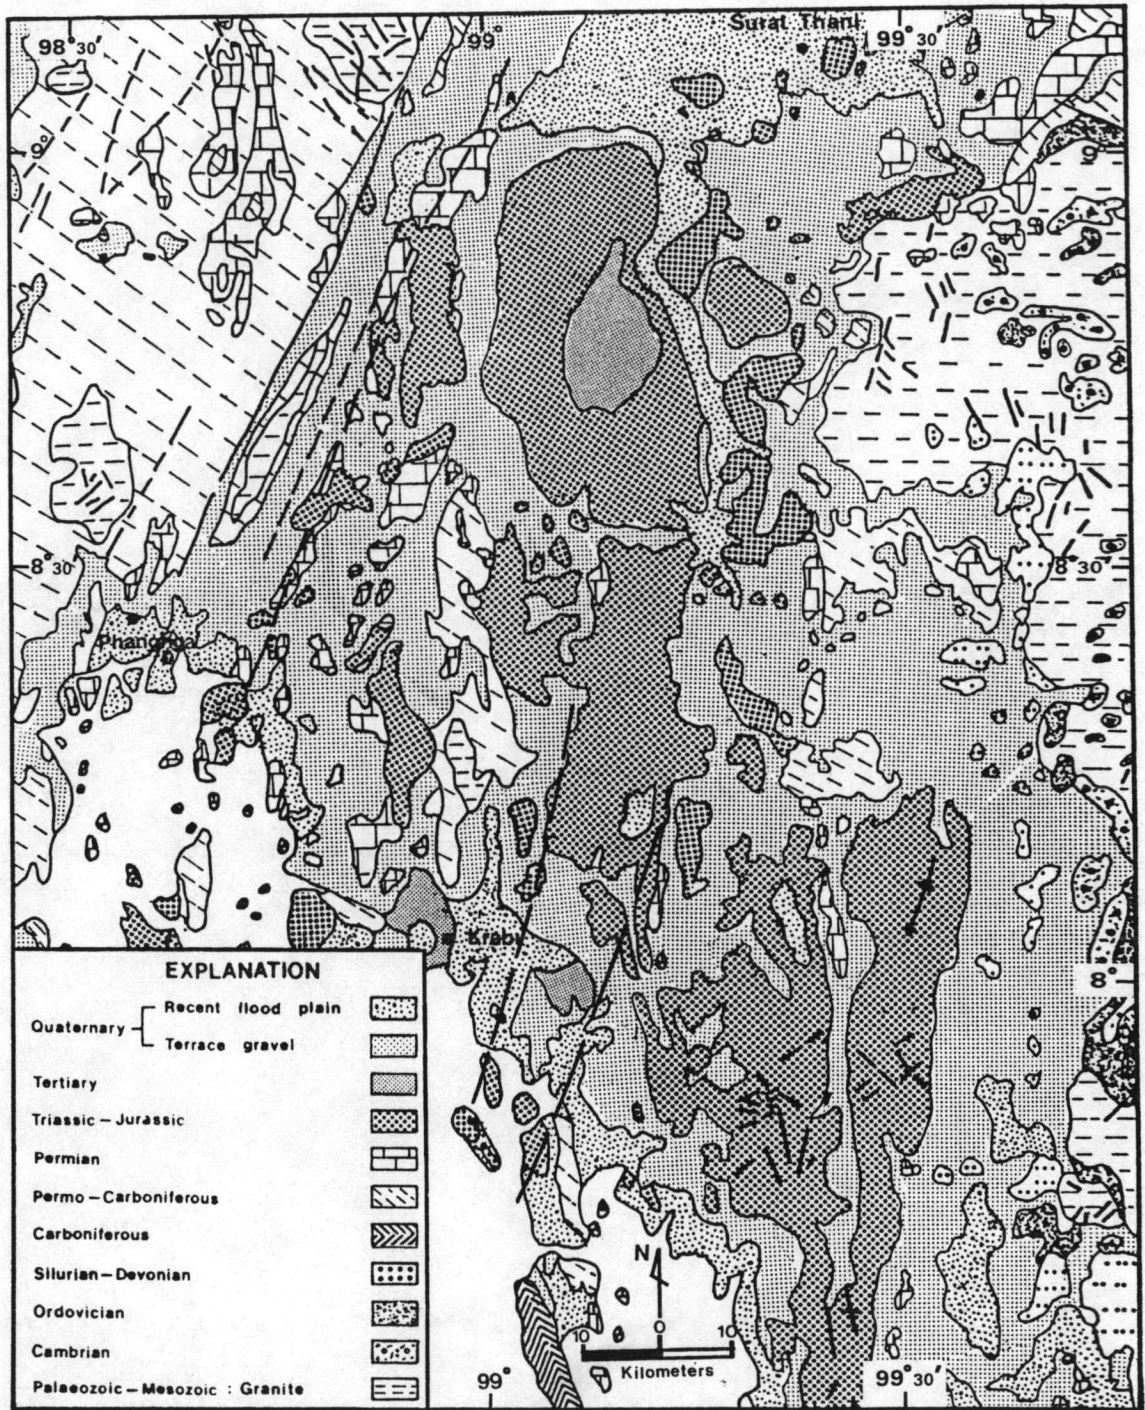 Surat Thani
98° 30′
99°
99° 30′
9°
8° 30′
8° 30′
Phangnga
Krabi
8°
EXPLANATION
Quaternary Recent flood plain
Terrace gravel
Tertiary
Triassic – Jurassic
Permian
Permo – Carboniferous
Carboniferous
Silurian – Devonian
Ordovician
Cambrian
Palaeozoic – Mesozoic : Granite
N
10 0 10
Kilometers
99°
99° 30′